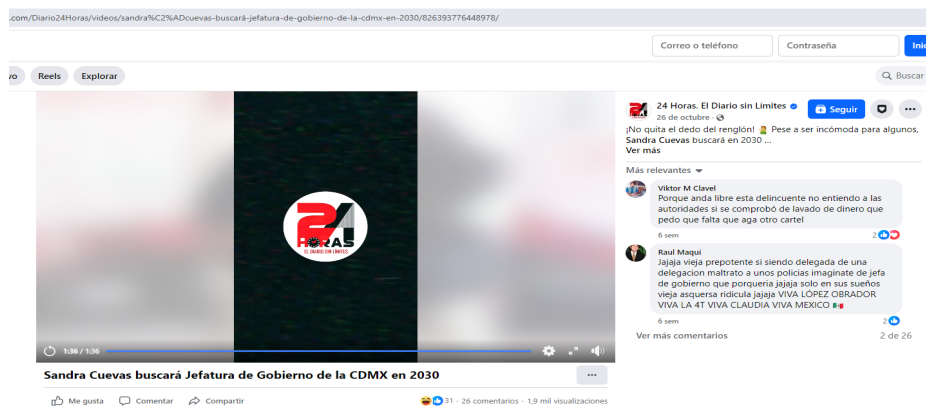 .com/Diario24Horas/videos/sandra%C2%ADcuevas-buscará-jefatura-de-gobierno-de-la-cdmx-en-2030/826393776448978/
Correo o teléfono
Contraseña
Inic
vo
Reels
Explorar
Buscar
24 Horas. El Diario sin Límites
26 de octubre ·
Seguir
¡No quita el dedo del renglón! Pese a ser incómoda para algunos,
Sandra Cuevas buscará en 2030 ...
Ver más
Más relevantes
Viktor M Clavel
Porque anda libre esta delincuente no entiendo a las
autoridades si se comprobó de lavado de dinero que
pedo que falta que aga otro cartel
6 sem
2
Raul Maqui
Jajaja vieja prepotente si siendo delegada de una
delegacion maltrato a unos policias imaginate de jefa
de gobierno que porqueria jajaja solo en sus sueños
vieja asquersa ridicula jajaja VIVA LÓPEZ OBRADOR
VIVA LA 4T VIVA CLAUDIA VIVA MEXICO
6 sem
2
Ver más comentarios
2 de 26
24
HORAS
EL DIARIO SIN LÍMITES
1:36 / 1:36
Sandra Cuevas buscará Jefatura de Gobierno de la CDMX en 2030
...
Me gusta
Comentar
Compartir
31 · 26 comentarios · 1,9 mil visualizaciones